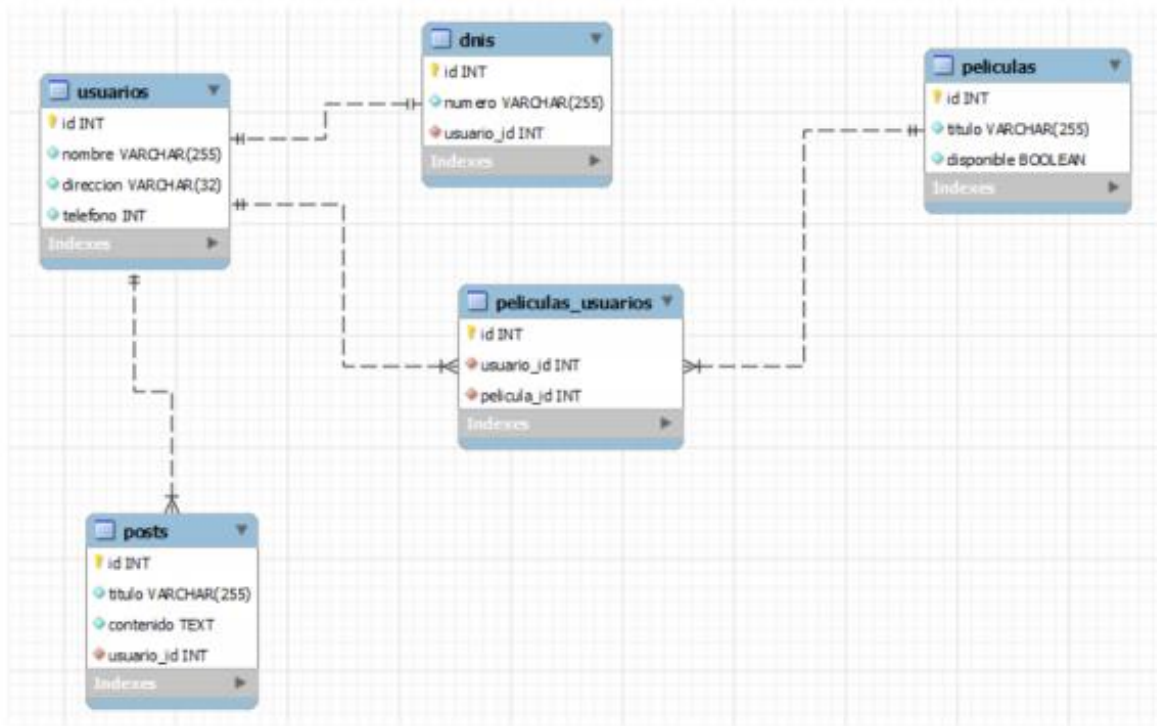 usuarios
id INT
nombre VARCHAR(255)
direccion VARCHAR(32)
telefono INT
Indexes
dnis
id INT
numero VARCHAR(255)
usuario_id INT
Indexes
peliculas
id INT
titulo VARCHAR(255)
disponible BOOLEAN
Indexes
peliculas_usuarios
id INT
usuario_id INT
pelicula_id INT
Indexes
posts
id INT
titulo VARCHAR(255)
contenido TEXT
usuario_id INT
Indexes